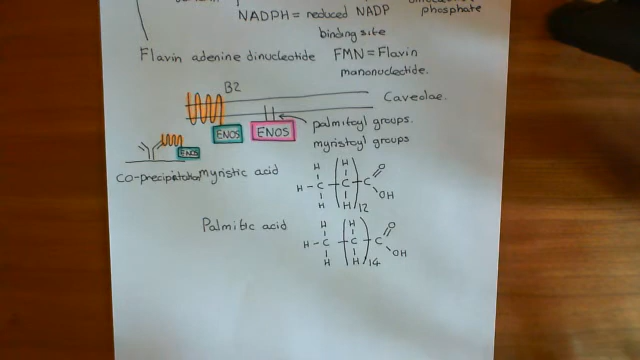 NADPH = reduced NADP
phosphate
binding site
Flavin adenine dinucleotide FMN = Flavin
mononuclectide.
B2
Caveolae.
ENOS
ENOS
palmitoyl groups.
myristoyl groups
ENOS
CO-precipitation
Myristic acid
H H O
H - C - C - C
OH
H H 12
Palmitic acid
H H O
H - C - C - C
OH
H H 14